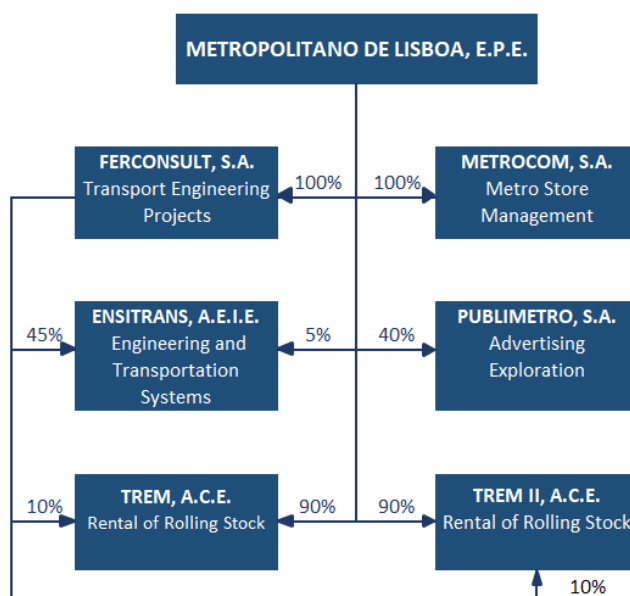 METROPOLITANO DE LISBOA, E.P.E.
FERCONSULT, S.A.
Transport Engineering
Projects
100%
100%
METROCOM, S.A.
Metro Store
Management
45%
ENSITRANS, A.E.I.E.
Engineering and
Transportation
Systems
5%
40%
PUBLIMETRO, S.A.
Advertising
Exploration
10%
TREM, A.C.E.
Rental of Rolling Stock
90%
90%
TREM II, A.C.E.
Rental of Rolling Stock
10%